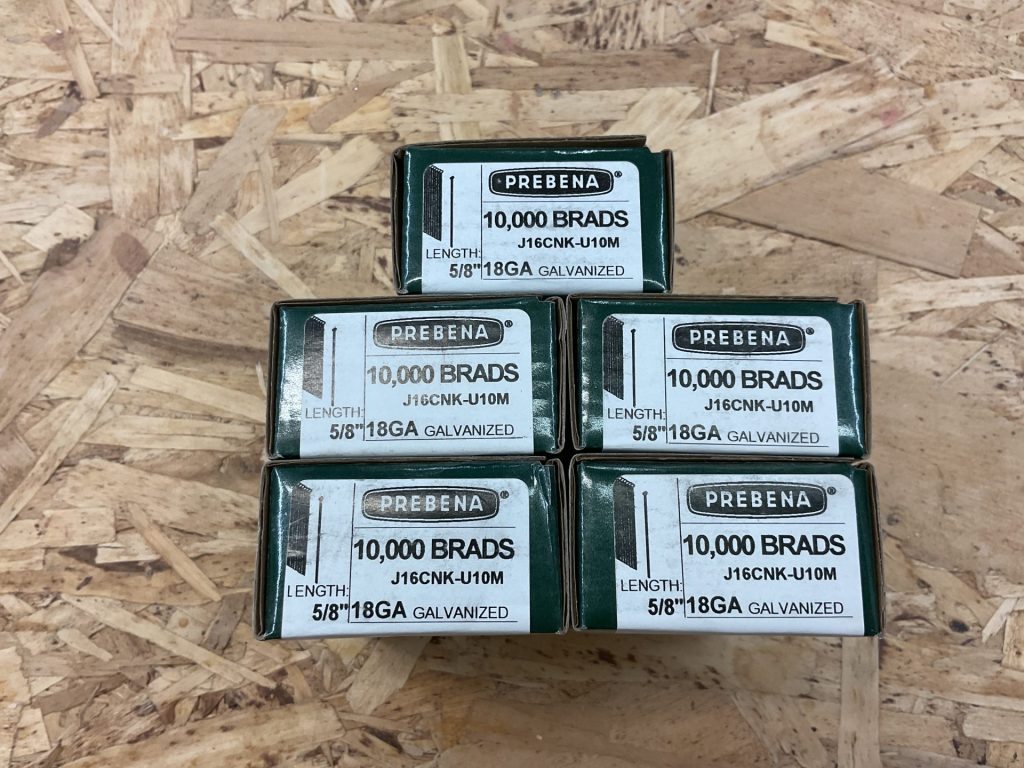 PREBENA®
10,000 BRADS
J16CNK-U10M
LENGTH:
5/8" 18GA GALVANIZED
PREBENA®
10,000 BRADS
J16CNK-U10M
LENGTH:
5/8" 18GA GALVANIZED
PREBENA®
10,000 BRADS
J16CNK-U10M
LENGTH:
5/8" 18GA GALVANIZED
PREBENA®
10,000 BRADS
J16CNK-U10M
LENGTH:
5/8" 18GA GALVANIZED
PREBENA®
10,000 BRADS
J16CNK-U10M
LENGTH:
5/8" 18GA GALVANIZED